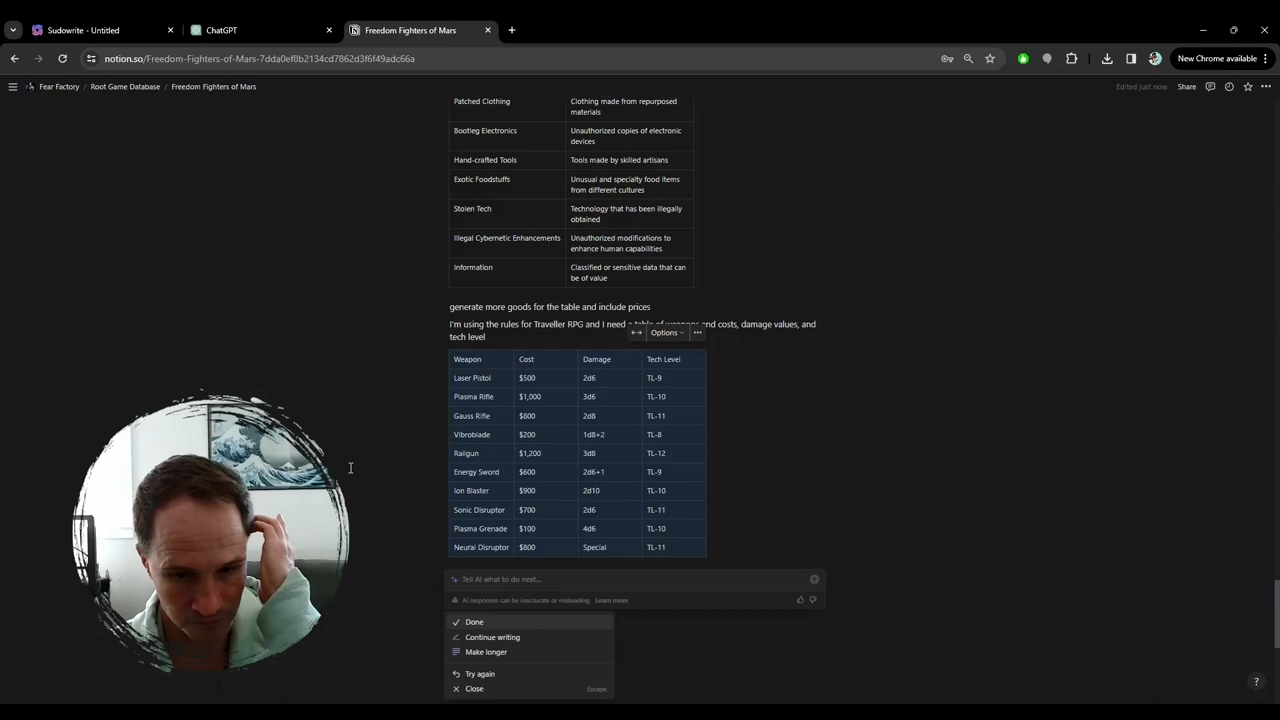 Sudowrite - Untitled
ChatGPT
Freedom Fighters of Mars
notion.so/Freedom-Fighters-of-Mars-7dda0ef8b2134cd7862d3f6f49adc66a
New Chrome available
Fear Factory / Root Game Database / Freedom Fighters of Mars
Edited just now
Share
Patched Clothing
Clothing made from repurposed
materials
Bootleg Electronics
Unauthorized copies of electronic
devices
Hand-crafted Tools
Tools made by skilled artisans
Exotic Foodstuffs
Unusual and specialty food items
from different cultures
Stolen Tech
Technology that has been illegally
obtained
Illegal Cybernetic Enhancements
Unauthorized modifications to
enhance human capabilities
Information
Classified or sensitive data that can
be of value
generate more goods for the table and include prices
I'm using the rules for Traveller RPG and I need a table of weapons and costs, damage values, and
tech level
Options
Weapon Cost Damage Tech Level
Laser Pistol $500 2d6 TL-9
Plasma Rifle $1,000 3d6 TL-10
Gauss Rifle $800 2d8 TL-11
Vibroblade $200 1d8+2 TL-8
Railgun $1,200 3d8 TL-12
Energy Sword $600 2d6+1 TL-9
Ion Blaster $900 2d10 TL-10
Sonic Disruptor $700 2d6 TL-11
Plasma Grenade $100 4d6 TL-10
Neural Disruptor $800 Special TL-11
Tell AI what to do next...
AI responses can be inaccurate or misleading. Learn more
Done
Continue writing
Make longer
Try again
Close Escape
?